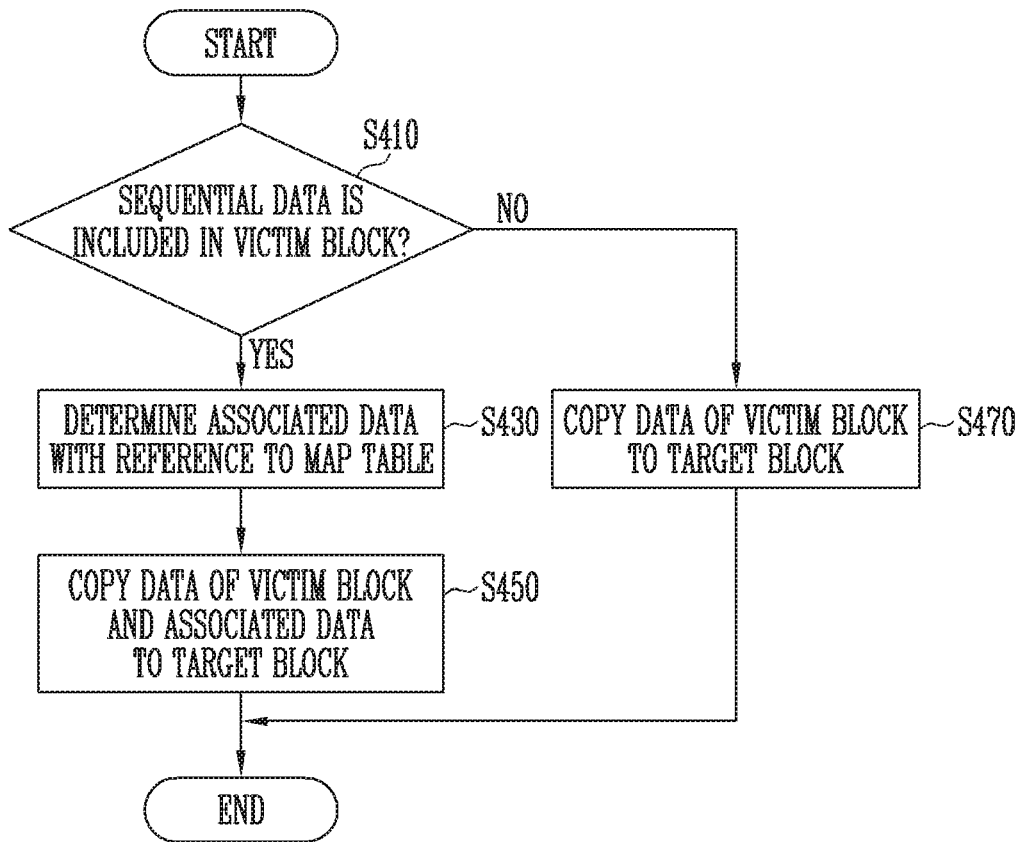 START
S410
SEQUENTIAL DATA IS
INCLUDED IN VICTIM BLOCK?
NO
YES
DETERMINE ASSOCIATED DATA
WITH REFERENCE TO MAP TABLE
S430
COPY DATA OF VICTIM BLOCK
TO TARGET BLOCK
S470
COPY DATA OF VICTIM BLOCK
AND ASSOCIATED DATA
TO TARGET BLOCK
S450
END